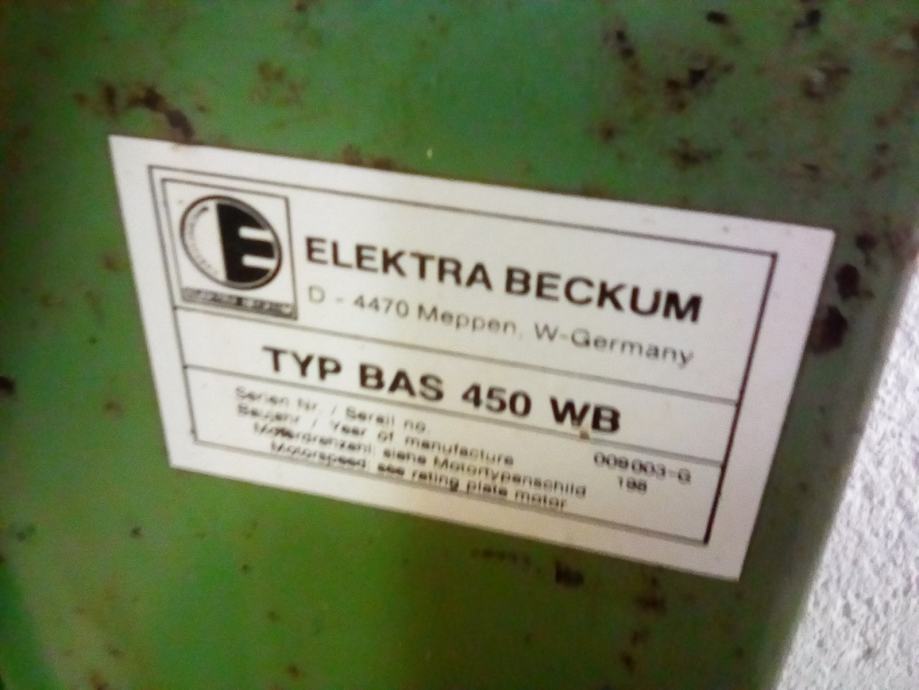 ELEKTRA BECKUM
D - 4470 Meppen, W-Germany
TYP BAS 450 WB
Serien Nr. / Serail no. 009003-G
Baujahr / Year of manufacture 198
Motordrehzahl: siehe Motortypenschild
Motorspeed: see rating plate motor